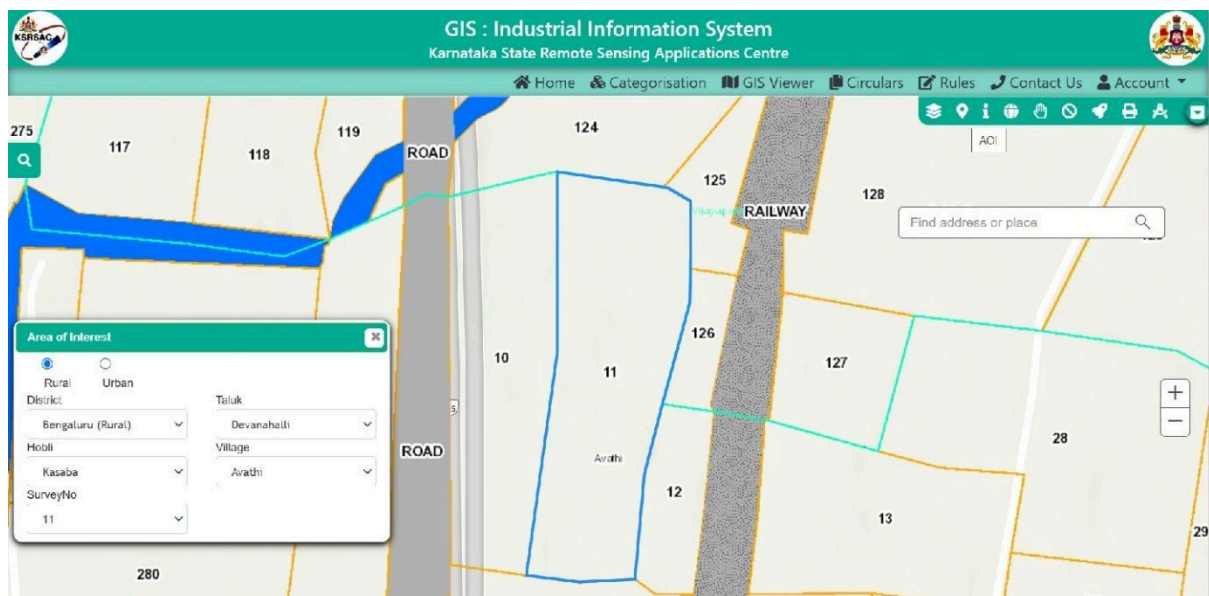 KSRSAC
GIS : Industrial Information System
Karnataka State Remote Sensing Applications Centre
Home Categorisation GIS Viewer Circulars Rules Contact Us Account
AOI
Find address or place
275
117
118
119
ROAD
124
125
RAILWAY
128
10
11
Avathi
126
127
12
13
28
29
ROAD
280
Area of Interest
Rural Urban
District Taluk
Bengaluru (Rural) Devanahalli
Hobli Village
Kasaba Avathi
SurveyNo
11
+
−